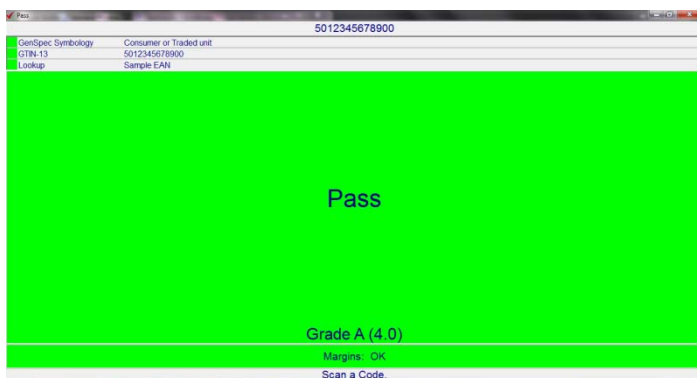 Pass
5012345678900
GenSpec Symbology Consumer or Traded unit
GTIN-13 5012345678900
Lookup Sample EAN
Pass
Grade A (4.0)
Margins: OK
Scan a Code.